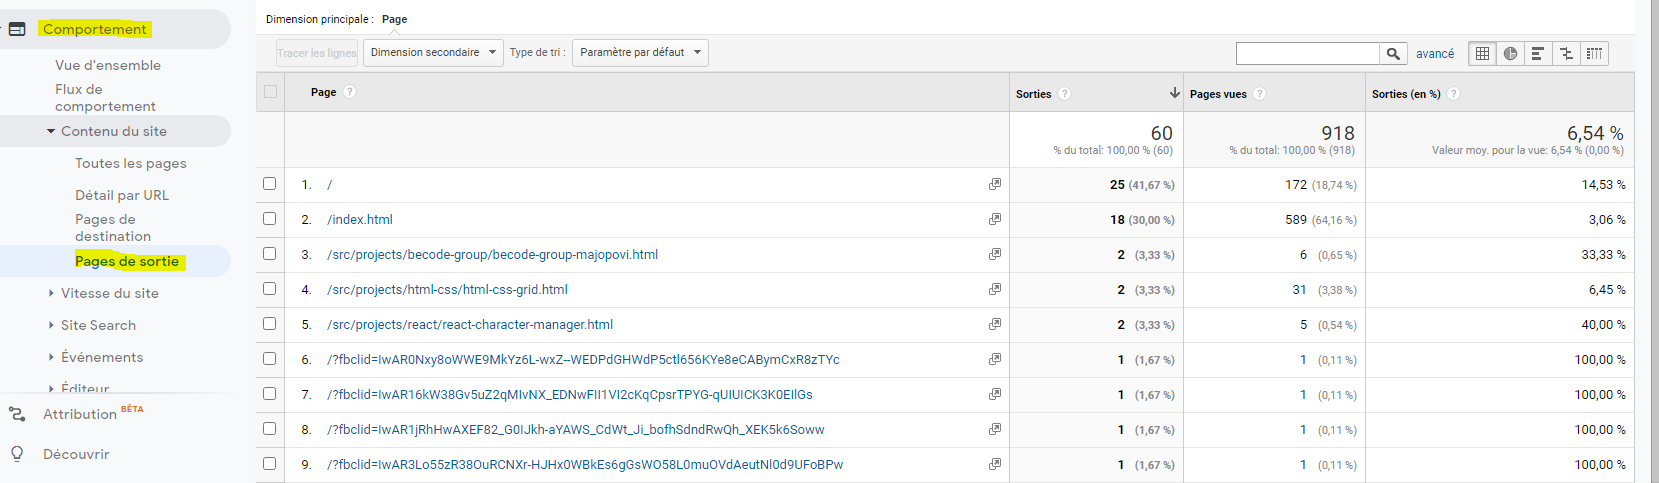 Comportement
Vue d'ensemble
Flux de
comportement
Contenu du site
Toutes les pages
Détail par URL
Pages de
destination
Pages de sortie
Vitesse du site
Site Search
Événements
Éditeur
Attribution BÊTA
Découvrir
Dimension principale : Page
Tracer les lignes Dimension secondaire Type de tri : Paramètre par défaut avancé
Page ? Sorties ? Pages vues ? Sorties (en %) ?
60 918 6,54 %
% du total: 100,00 % (60) % du total: 100,00 % (918) Valeur moy. pour la vue: 6,54 % (0,00 %)
1. / 25 (41,67 %) 172 (18,74 %) 14,53 %
2. /index.html 18 (30,00 %) 589 (64,16 %) 3,06 %
3. /src/projects/becode-group/becode-group-majopovi.html 2 (3,33 %) 6 (0,65 %) 33,33 %
4. /src/projects/html-css/html-css-grid.html 2 (3,33 %) 31 (3,38 %) 6,45 %
5. /src/projects/react/react-character-manager.html 2 (3,33 %) 5 (0,54 %) 40,00 %
6. /?fbclid=IwAR0Nxy8oWWE9MkYz6L-wxZ--WEDPdGHWdP5ctl656KYe8eCABymCxR8zTYc 1 (1,67 %) 1 (0,11 %) 100,00 %
7. /?fbclid=IwAR16kW38Gv5uZ2qMIvNX_EDNwFII1VI2cKqCpsrTPYG-qUIUICK3K0EIlGs 1 (1,67 %) 1 (0,11 %) 100,00 %
8. /?fbclid=IwAR1jRhHwAXEF82_G0IJkh-aYAWS_CdWt_Ji_bofhSdndRwQh_XEK5k6Soww 1 (1,67 %) 1 (0,11 %) 100,00 %
9. /?fbclid=IwAR3Lo55zR38OuRCNXr-HJHx0WBkEs6gGsWO58L0muOVdAeutNl0d9UFoBPw 1 (1,67 %) 1 (0,11 %) 100,00 %